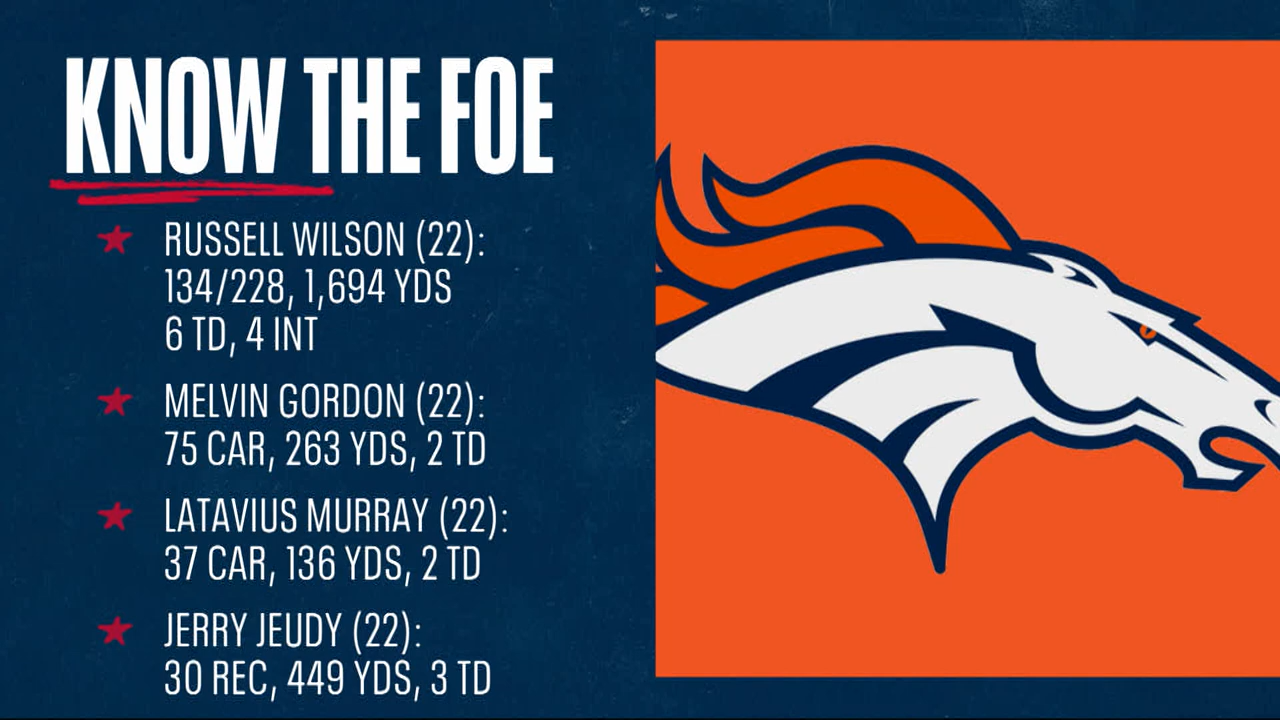 KNOW THE FOE
RUSSELL WILSON (22):
134/228, 1,694 YDS
6 TD, 4 INT
MELVIN GORDON (22):
75 CAR, 263 YDS, 2 TD
LATAVIUS MURRAY (22):
37 CAR, 136 YDS, 2 TD
JERRY JEUDY (22):
30 REC, 449 YDS, 3 TD